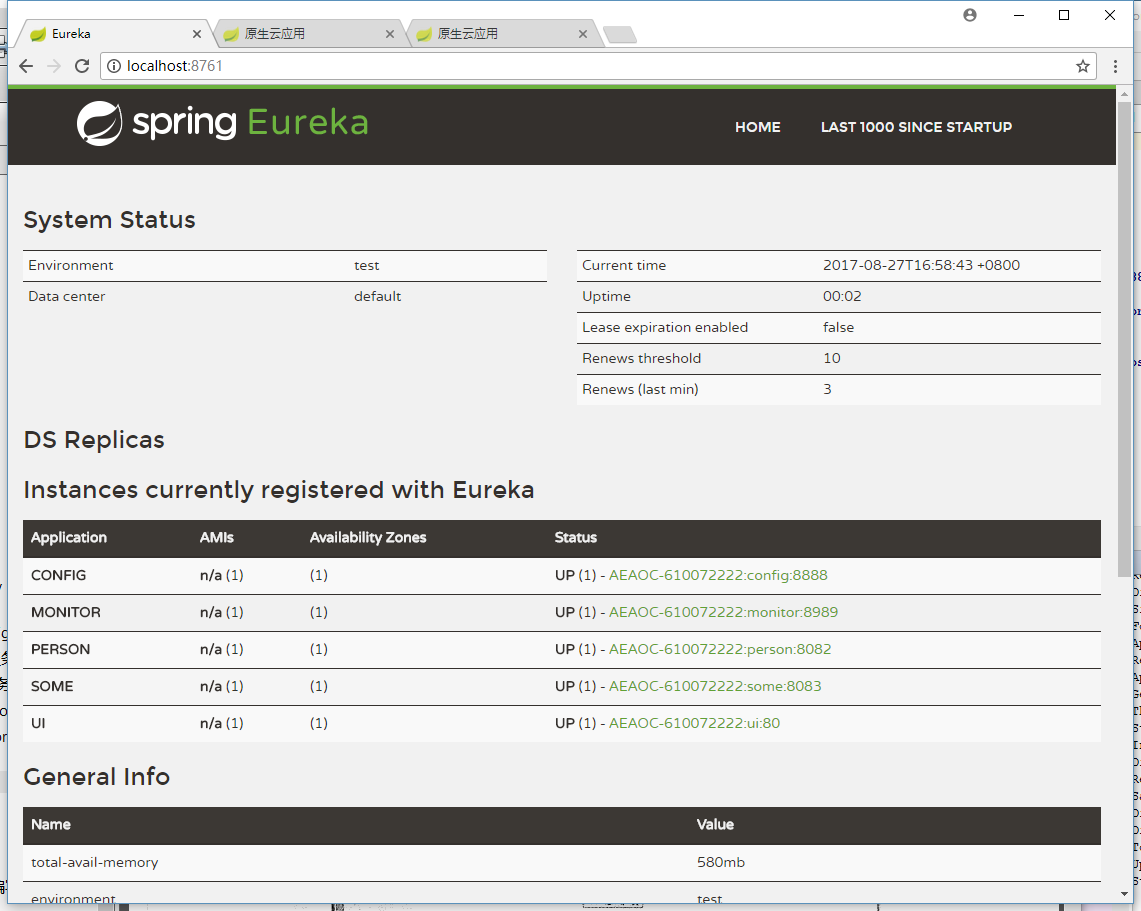 Eureka
原生云应用
原生云应用
localhost:8761
spring Eureka
HOME
LAST 1000 SINCE STARTUP
System Status
Environment test
Data center default
Current time 2017-08-27T16:58:43 +0800
Uptime 00:02
Lease expiration enabled false
Renews threshold 10
Renews (last min) 3
DS Replicas
Instances currently registered with Eureka
Application AMIs Availability Zones Status
CONFIG n/a (1) (1) UP (1) - AEAOC-610072222:config:8888
MONITOR n/a (1) (1) UP (1) - AEAOC-610072222:monitor:8989
PERSON n/a (1) (1) UP (1) - AEAOC-610072222:person:8082
SOME n/a (1) (1) UP (1) - AEAOC-610072222:some:8083
UI n/a (1) (1) UP (1) - AEAOC-610072222:ui:80
General Info
Name Value
total-avail-memory 580mb
environment test